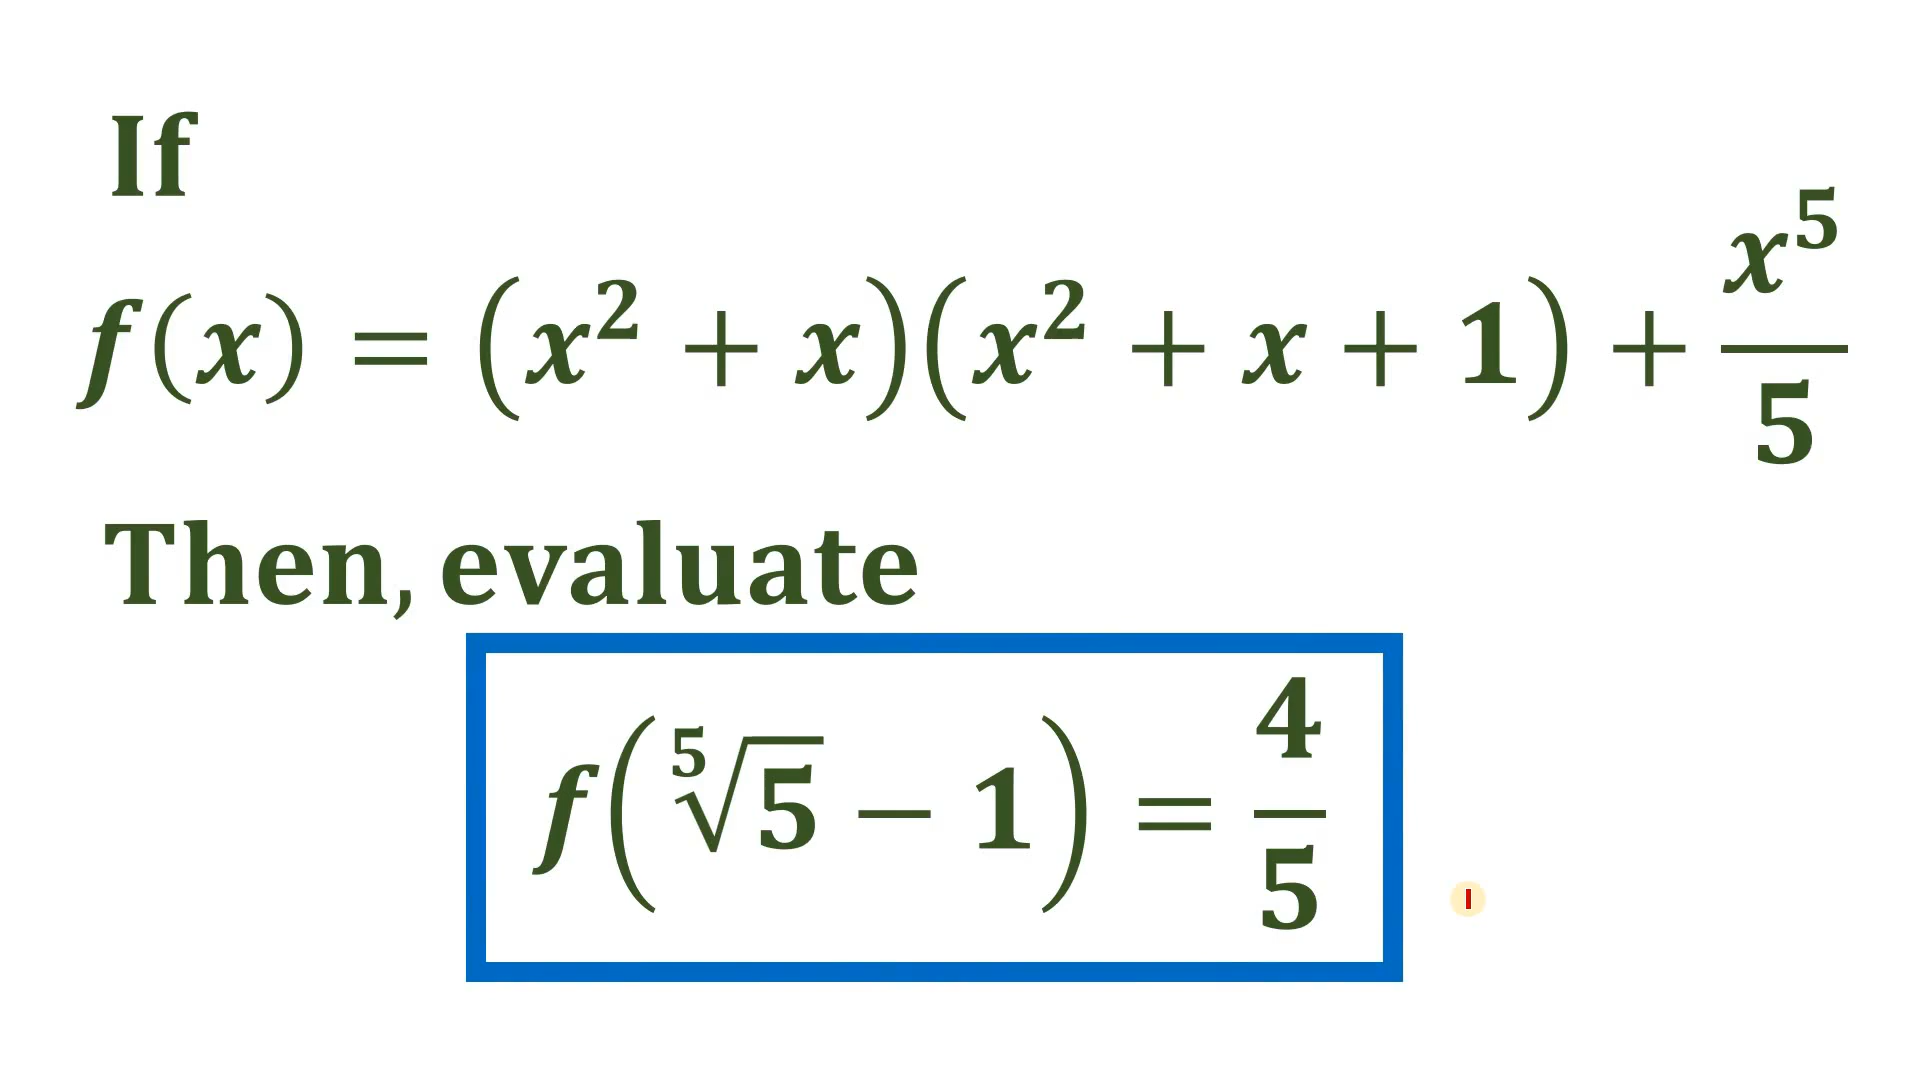 If
f(x) = (x² + x)(x² + x + 1) + x⁵/5
Then, evaluate
f(⁵√5 − 1) = 4/5